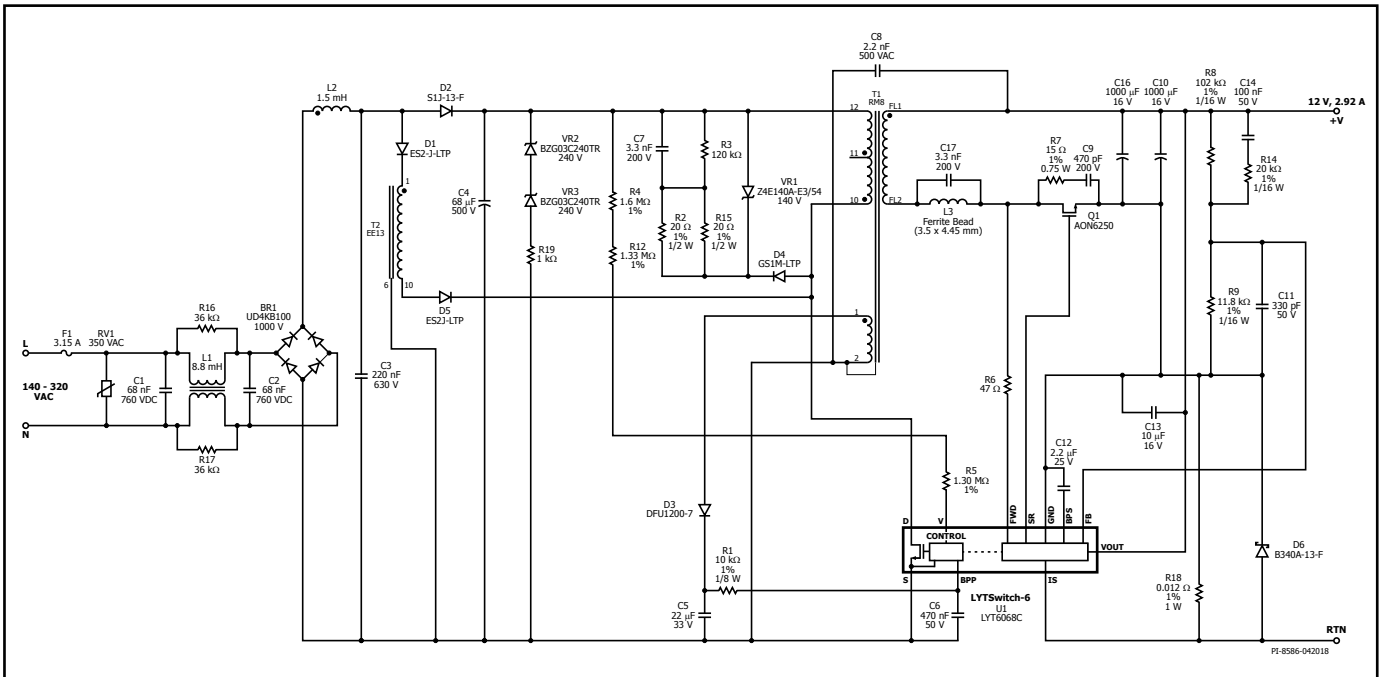 C8
2.2 nF
500 VAC
L2
1.5 mH
D2
S1J-13-F
T1
RM8
12
FL1
11
10
FL2
D1
ES2-J-LTP
VR2
BZG03C240TR
240 V
VR3
BZG03C240TR
240 V
C7
3.3 nF
200 V
R3
120 kΩ
VR1
Z4E140A-E3/54
140 V
C17
3.3 nF
200 V
L3
Ferrite Bead
(3.5 x 4.45 mm)
R7
15 Ω
1%
0.75 W
C9
470 pF
200 V
Q1
AON6250
C16
1000 μF
16 V
C10
1000 μF
16 V
R8
102 kΩ
1%
1/16 W
C14
100 nF
50 V
12 V, 2.92 A
+V
R14
20 kΩ
1%
1/16 W
1
T2
EE13
6
10
C4
68 μF
500 V
R4
1.6 MΩ
1%
R2
20 Ω
1%
1/2 W
R15
20 Ω
1%
1/2 W
R19
1 kΩ
R12
1.33 MΩ
1%
D4
GS1M-LTP
D5
ES2J-LTP
R9
11.8 kΩ
1%
1/16 W
C11
330 pF
50 V
R16
36 kΩ
BR1
UD4KB100
1000 V
1
2
L
F1
3.15 A
RV1
350 VAC
L1
8.8 mH
140 - 320
VAC
C1
68 nF
760 VDC
C2
68 nF
760 VDC
C3
220 nF
630 V
R6
47 Ω
N
R17
36 kΩ
C13
10 μF
16 V
C12
2.2 μF
25 V
R5
1.30 MΩ
1%
D3
DFU1200-7
D
V
FWD
SR
GND
BPS
FB
CONTROL
VOUT
D6
B340A-13-F
S
BPP
IS
R1
10 kΩ
1%
1/8 W
R18
0.012 Ω
1%
1 W
LYTSwitch-6
U1
LYT6068C
C5
22 μF
33 V
C6
470 nF
50 V
RTN
PI-8586-042018